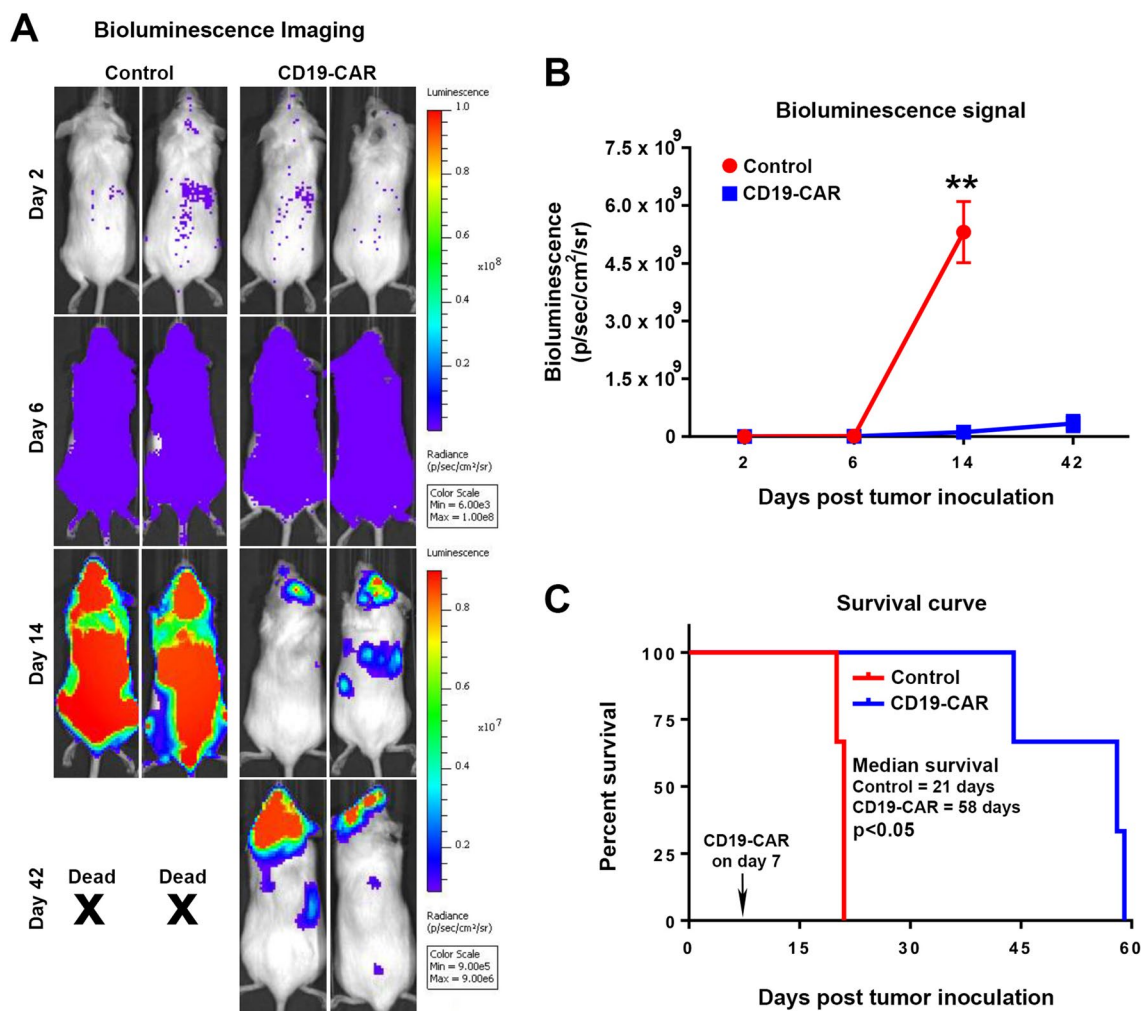 A
Bioluminescence Imaging
Control
CD19-CAR
Day 2
Day 6
Day 14
Day 42
Dead
X
Dead
X
Luminescence
1.0
0.8
0.6
x10⁸
0.4
0.2
Radiance
(p/sec/cm²/sr)
Color Scale
Min = 6.00e3
Max = 1.00e8
Luminescence
0.8
0.6
x10⁷
0.4
0.2
Radiance
(p/sec/cm²/sr)
Color Scale
Min = 9.00e5
Max = 9.00e6
B
Bioluminescence signal
Bioluminescence
(p/sec/cm²/sr)
7.5 x 10⁹
6.0 x 10⁹
4.5 x 10⁹
3.0 x 10⁹
1.5 x 10⁹
0
Control
CD19-CAR
**
2 6 14 42
Days post tumor inoculation
C
Survival curve
Percent survival
100
75
50
25
0
Control
CD19-CAR
Median survival
Control = 21 days
CD19-CAR = 58 days
p<0.05
CD19-CAR
on day 7
0 15 30 45 60
Days post tumor inoculation